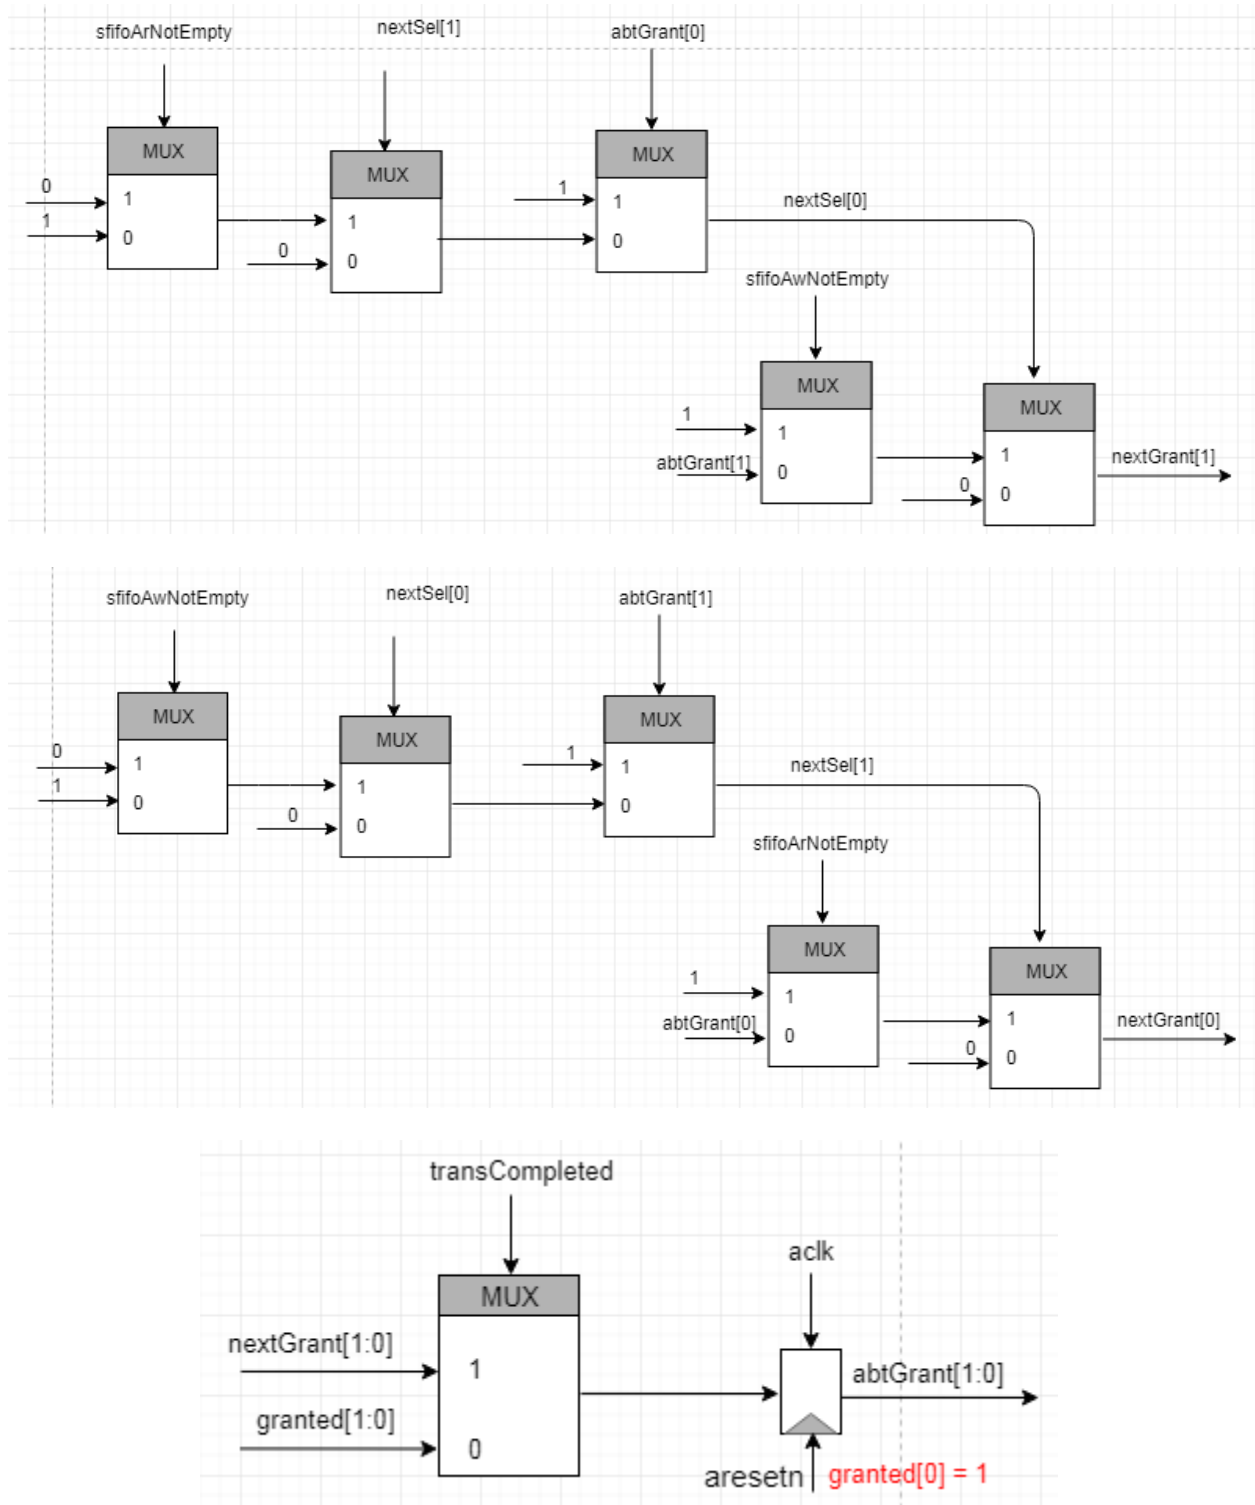 sfifoArNotEmpty
nextSel[1]
abtGrant[0]
MUX
MUX
MUX
0
1
1
0
1
0
0
1
1
0
nextSel[0]
sfifoAwNotEmpty
MUX
MUX
1
1
abtGrant[1]
0
1
0
0
nextGrant[1]
sfifoAwNotEmpty
nextSel[0]
abtGrant[1]
MUX
MUX
MUX
0
1
1
0
1
0
0
1
1
0
nextSel[1]
sfifoArNotEmpty
MUX
MUX
1
1
abtGrant[0]
0
1
0
0
nextGrant[0]
transCompleted
aclk
MUX
nextGrant[1:0]
1
abtGrant[1:0]
granted[1:0]
0
aresetn
granted[0] = 1